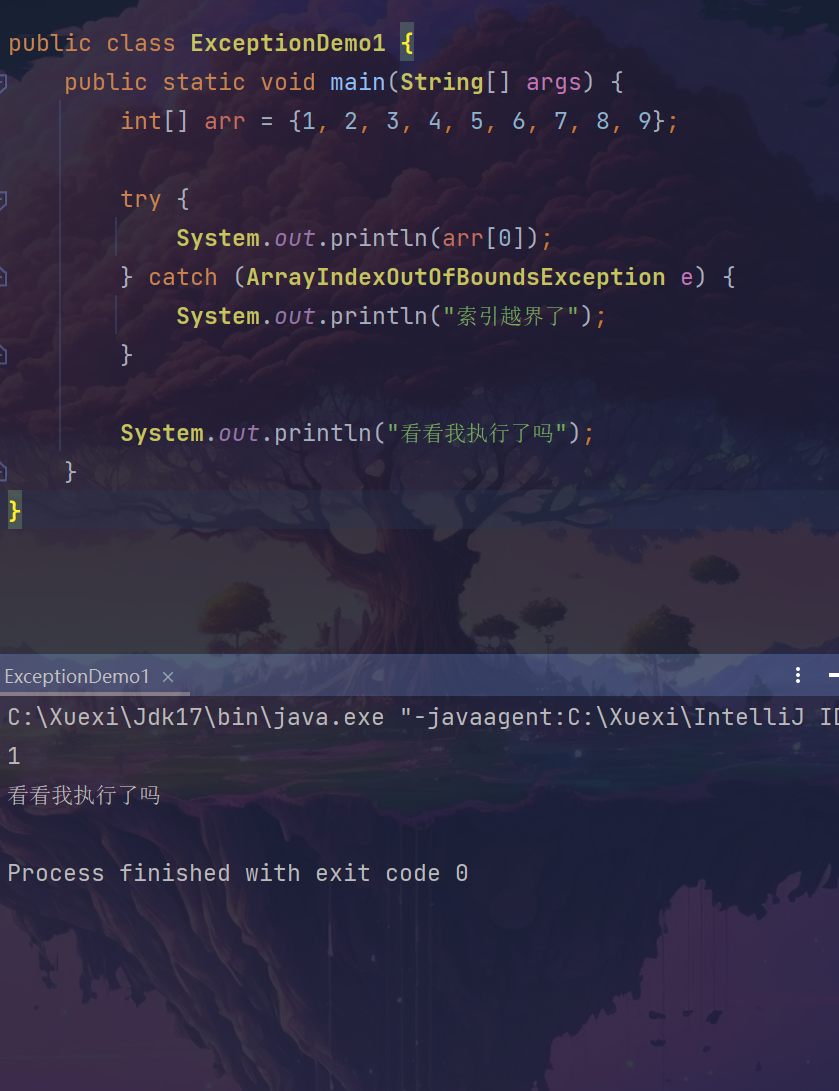 public class ExceptionDemo1 {
    public static void main(String[] args) {
        int[] arr = {1, 2, 3, 4, 5, 6, 7, 8, 9};
        try {
            System.out.println(arr[0]);
        } catch (ArrayIndexOutOfBoundsException e) {
            System.out.println("索引越界了");
        }
        System.out.println("看看我执行了吗");
    }
}
ExceptionDemo1 ×
C:\Xuexi\Jdk17\bin\java.exe "-javaagent:C:\Xuexi\IntelliJ ID
1
看看我执行了吗
Process finished with exit code 0